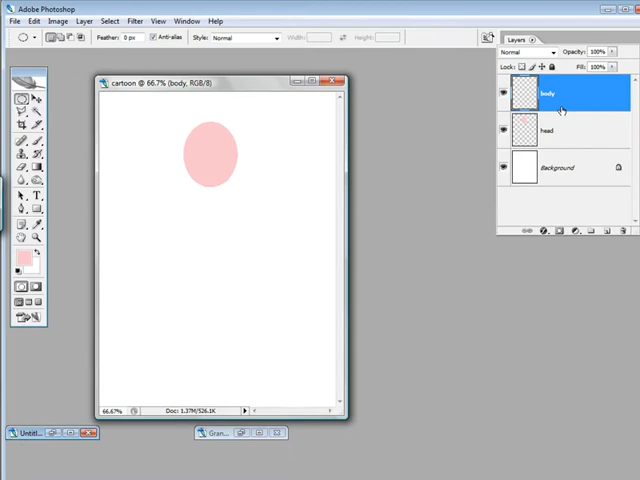 Adobe Photoshop
File Edit Image Layer Select Filter View Window Help
Feather: 0 px Anti-alias Style: Normal Width: Height:
Layers
Normal Opacity: 100%
Lock: Fill: 100%
body
head
Background
cartoon @ 66.7% (body, RGB/8)
T
66.67% Doc: 1.37M/526.1K
Untitl... Gran...